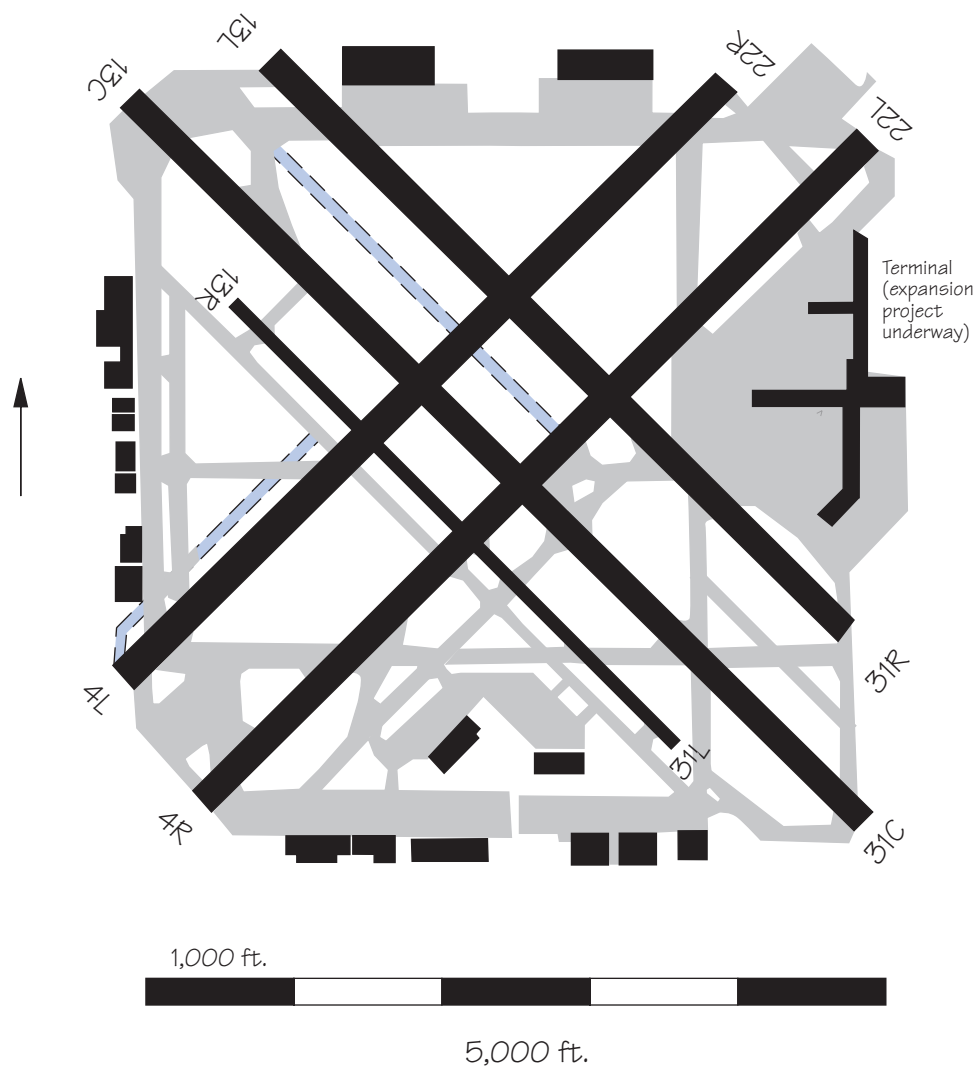 13L
22R
13C
22L
13R
Terminal
(expansion
project
underway)
31R
4L
31L
4R
31C
1,000 ft.
5,000 ft.